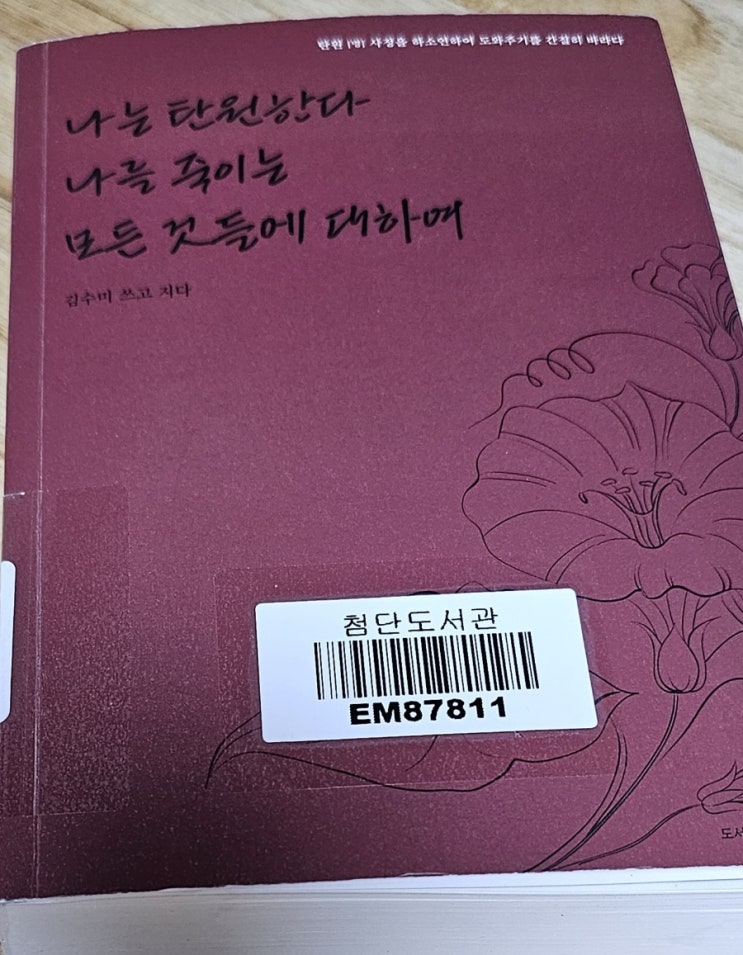 탄원 [명] 사정을 하소연하여 도와주기를 간절히 바라다
나는 탄원한다
나를 죽이는
모든 것들에 대하여
김수미 쓰고 지다
첨단도서관
EM87811
도서